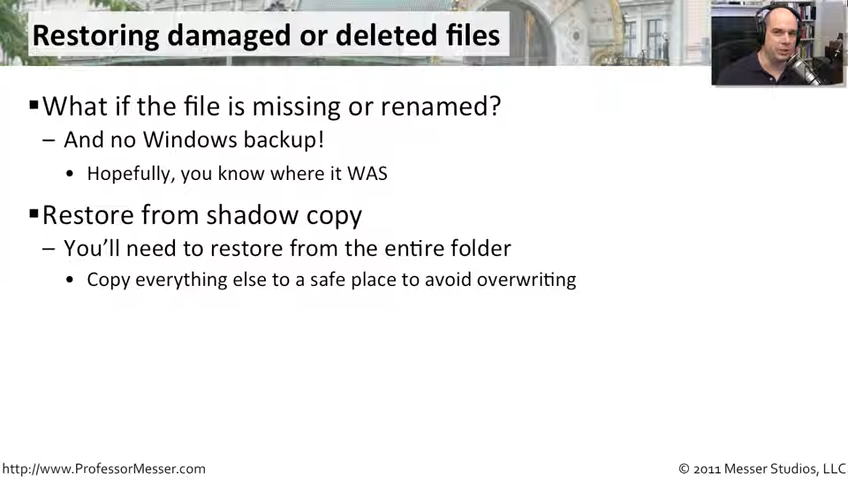 Restoring damaged or deleted files
▪What if the file is missing or renamed?
– And no Windows backup!
• Hopefully, you know where it WAS
▪Restore from shadow copy
– You'll need to restore from the entire folder
• Copy everything else to a safe place to avoid overwriting
http://www.ProfessorMesser.com
© 2011 Messer Studios, LLC